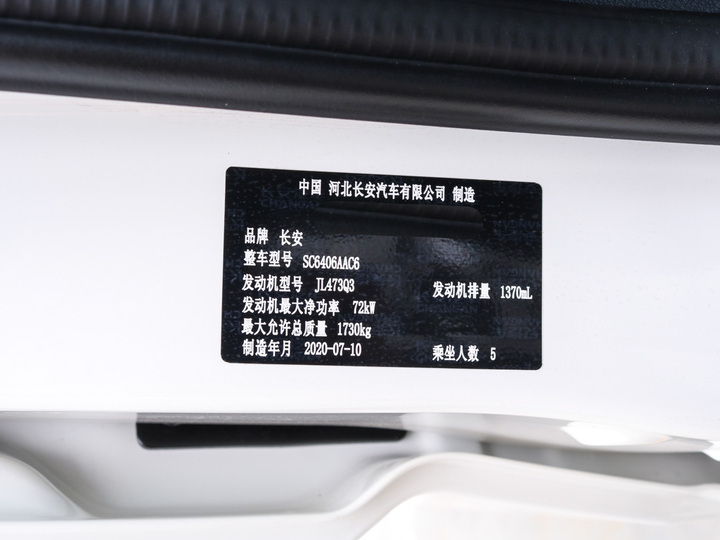 中国 河北长安汽车有限公司 制造
品牌 长安
整车型号 SC6406AAC6
发动机型号 JL473Q3 发动机排量 1370mL
发动机最大净功率 72kW
最大允许总质量 1730kg
制造年月 2020-07-10 乘坐人数 5